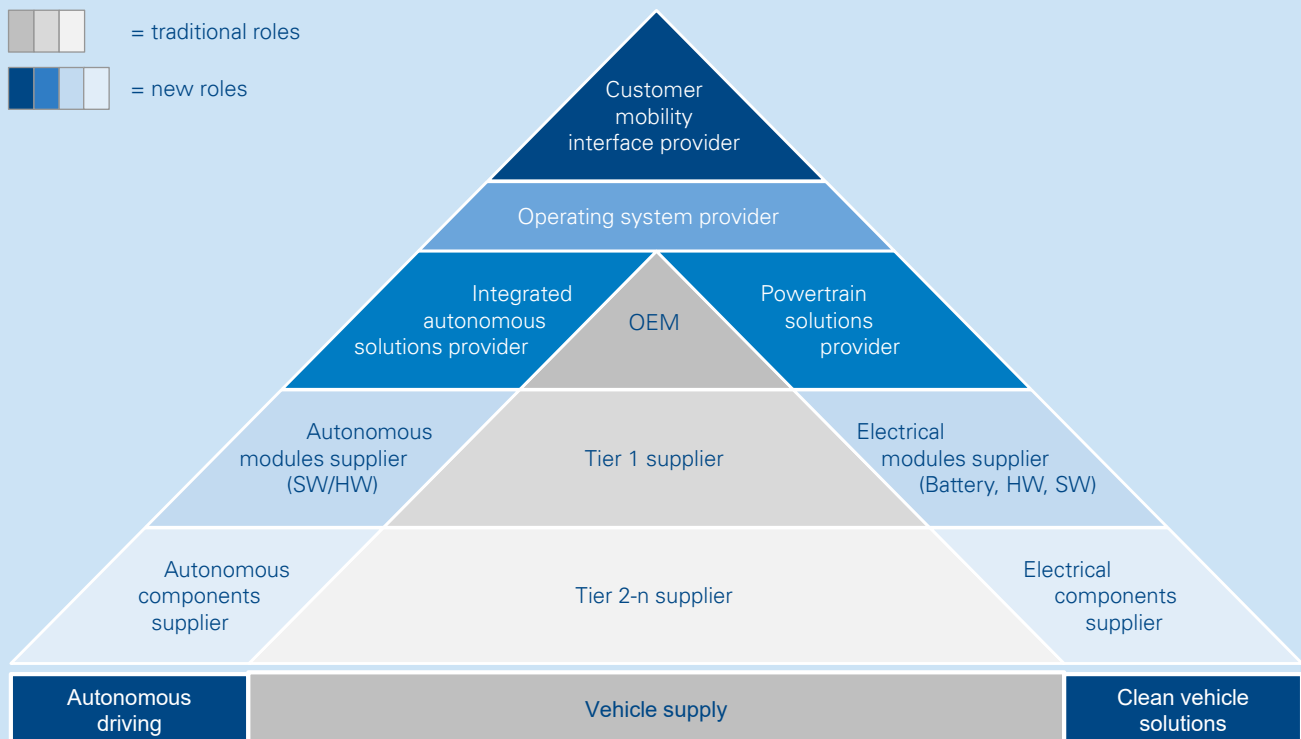 = traditional roles
= new roles
Customer
mobility
interface provider
Operating system provider
Integrated
autonomous
solutions provider
OEM
Powertrain
solutions
provider
Autonomous
modules supplier
(SW/HW)
Tier 1 supplier
Electrical
modules supplier
(Battery, HW, SW)
Autonomous
components
supplier
Tier 2-n supplier
Electrical
components
supplier
Autonomous
driving
Vehicle supply
Clean vehicle
solutions